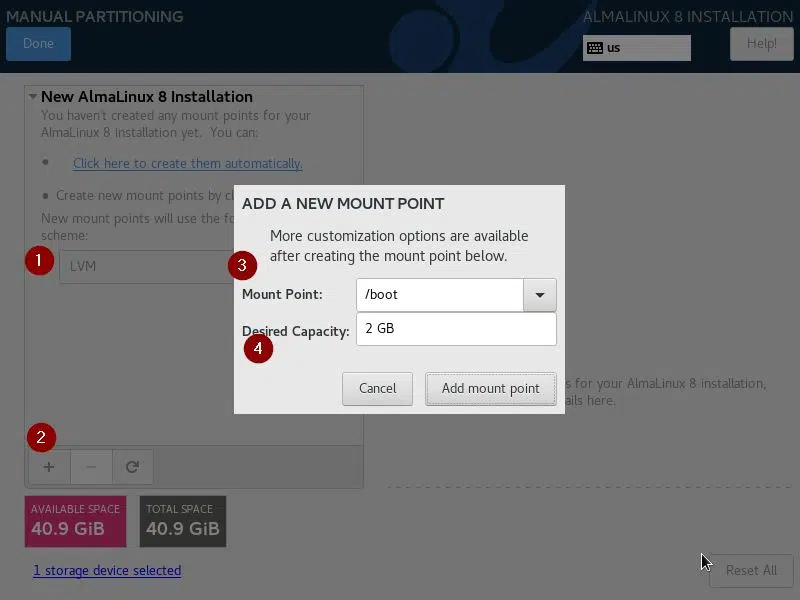 MANUAL PARTITIONING
ALMALINUX 8 INSTALLATION
Done
us
Help!
New AlmaLinux 8 Installation
You haven't created any mount points for your
AlmaLinux 8 installation yet. You can:
Click here to create them automatically.
Create new mount points by cl
New mount points will use the fo
scheme:
1
LVM
ADD A NEW MOUNT POINT
More customization options are available
after creating the mount point below.
3
Mount Point:
/boot
Desired Capacity:
2 GB
4
Cancel
Add mount point
s for your AlmaLinux 8 installation,
ails here.
2
+
−
AVAILABLE SPACE
40.9 GiB
TOTAL SPACE
40.9 GiB
1 storage device selected
Reset All